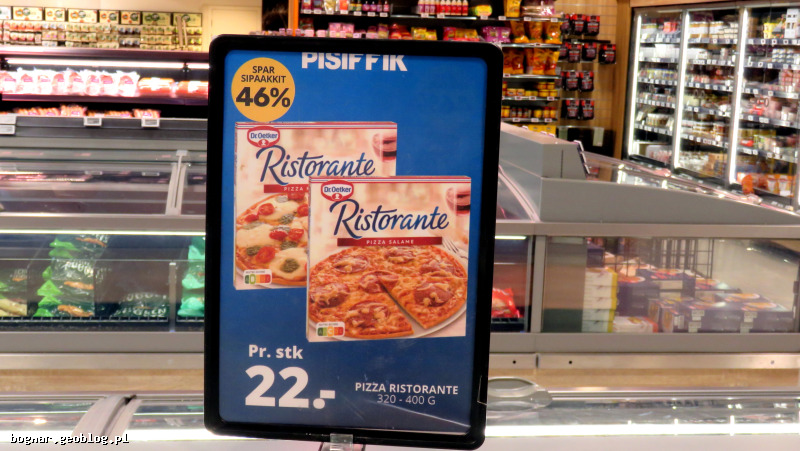 PISIFFIK
SPAR
SIPAAKKIT
46%
Dr.Oetker
Ristorante
Dr.Oetker
Ristorante
PIZZA SALAME
Pr. stk
22.-
PIZZA RISTORANTE
320 - 400 G
bognar.geoblog.pl